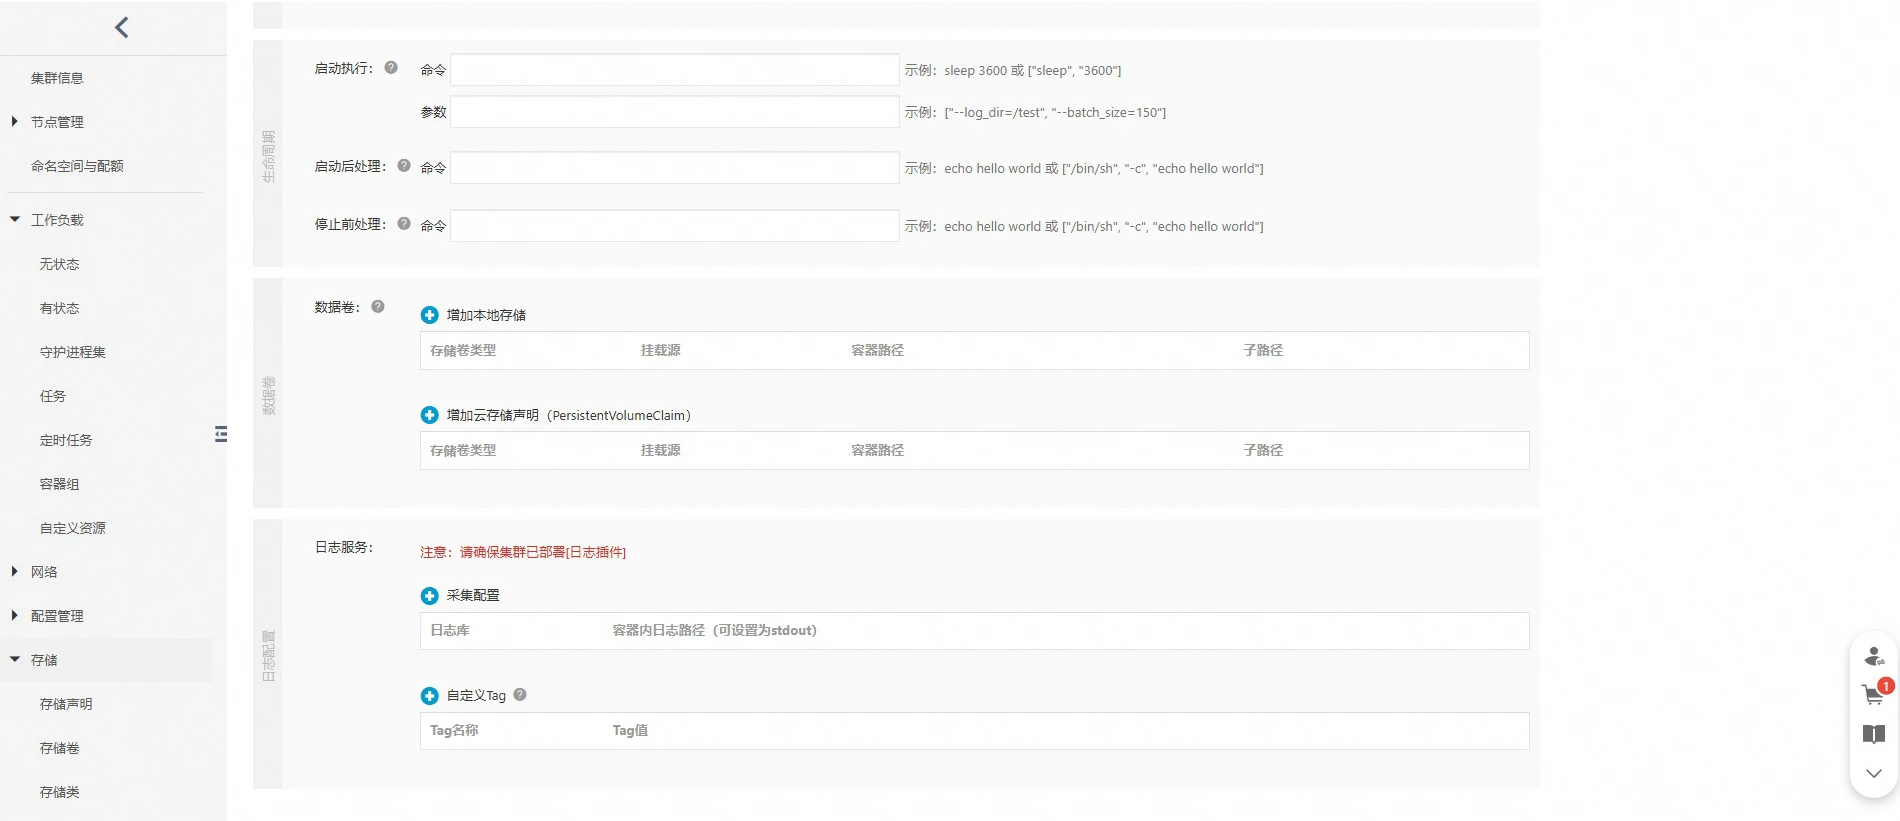 集群信息
节点管理
命名空间与配额
工作负载
无状态
有状态
守护进程集
任务
定时任务
容器组
自定义资源
网络
配置管理
存储
存储声明
存储卷
存储类
生命周期
启动执行： 命令 示例：sleep 3600 或 ["sleep", "3600"]
参数 示例：["--log_dir=/test", "--batch_size=150"]
启动后处理： 命令 示例：echo hello world 或 ["/bin/sh", "-c", "echo hello world"]
停止前处理： 命令 示例：echo hello world 或 ["/bin/sh", "-c", "echo hello world"]
数据卷
数据卷： 增加本地存储
存储卷类型 挂载源 容器路径 子路径
增加云存储声明（PersistentVolumeClaim）
存储卷类型 挂载源 容器路径 子路径
日志配置
日志服务： 注意：请确保集群已部署[日志插件]
采集配置
日志库 容器内日志路径（可设置为stdout）
自定义Tag
Tag名称 Tag值
1